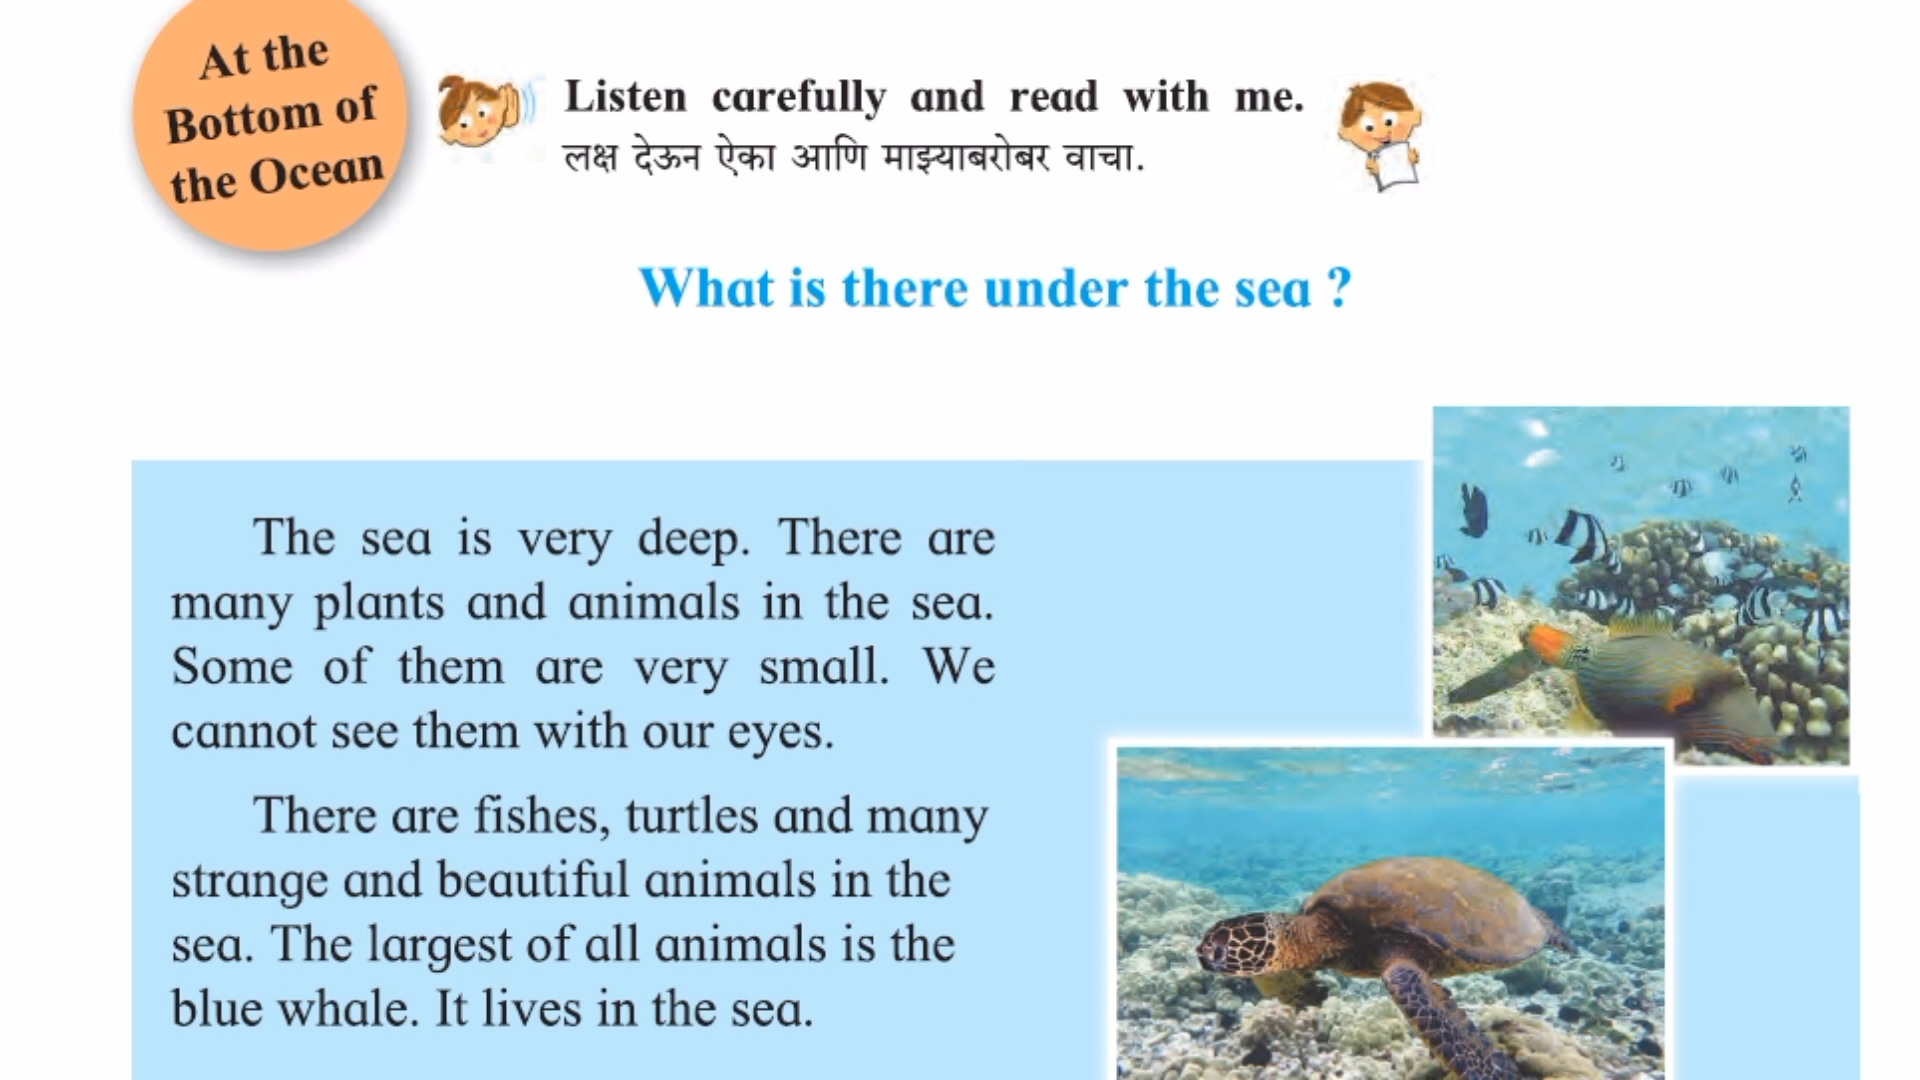 At the
Bottom of
the Ocean
Listen carefully and read with me.
लक्ष देऊन ऐका आणि माझ्याबरोबर वाचा.
What is there under the sea ?
The sea is very deep. There are
many plants and animals in the sea.
Some of them are very small. We
cannot see them with our eyes.
There are fishes, turtles and many
strange and beautiful animals in the
sea. The largest of all animals is the
blue whale. It lives in the sea.